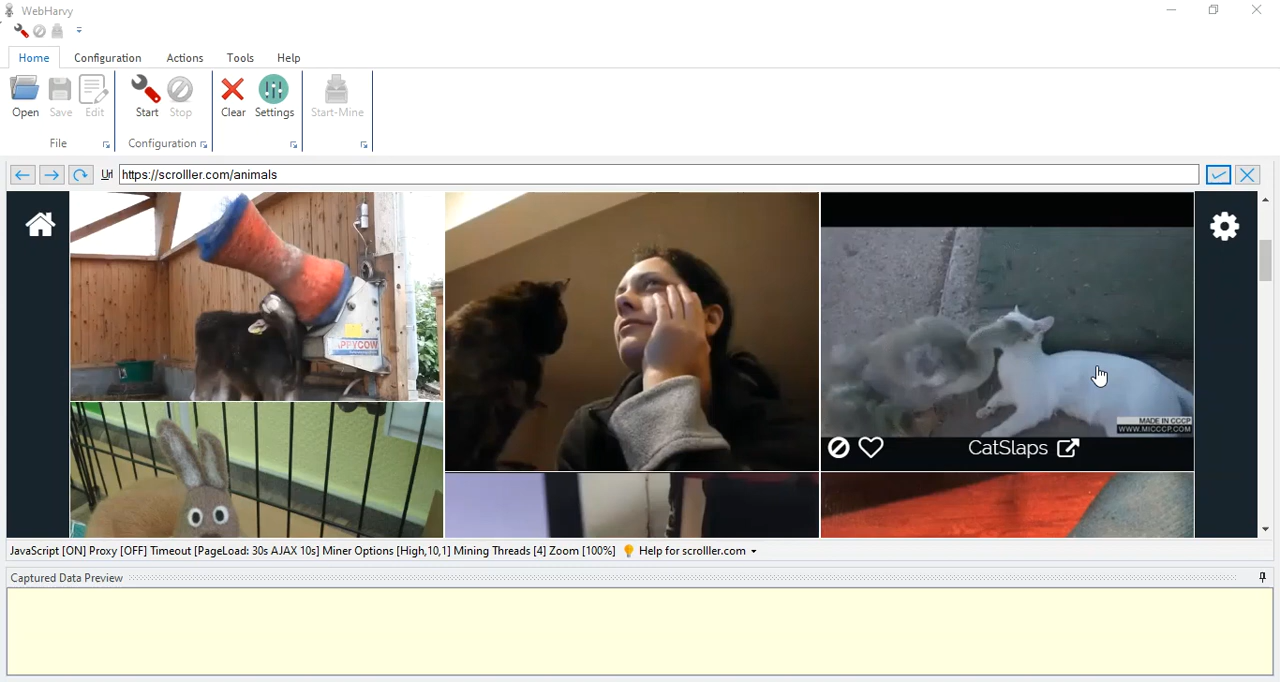 WebHarvy
Home Configuration Actions Tools Help
Open Save Edit Start Stop Clear Settings Start-Mine
File Configuration
Url https://scrolller.com/animals
APPYCOW
MADE IN CCCP
WWW.MICCCP.COM
CatSlaps
JavaScript [ON] Proxy [OFF] Timeout [PageLoad: 30s AJAX 10s] Miner Options [High,10,1] Mining Threads [4] Zoom [100%] Help for scrolller.com
Captured Data Preview